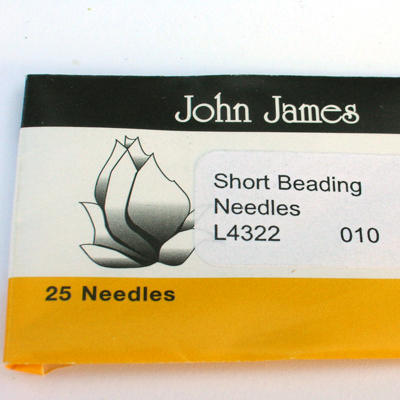 John James
Short Beading
Needles
L4322 010
25 Needles